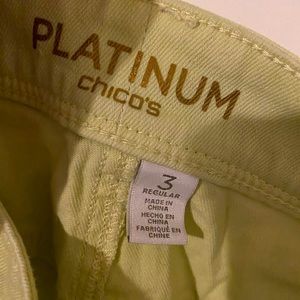 PLATINUM
chico's
3
REGULAR
MADE IN
CHINA
HECHO EN
CHINA
FABRIQUÉ EN
CHINE